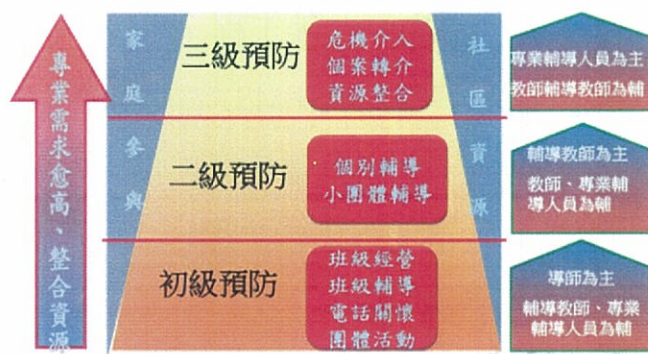 專業需求愈高、整合資源
家庭參與
三級預防
危機介入
個案轉介
資源整合
社區資源
專業輔導人員為主
教師輔導教師為輔
二級預防
個別輔導
小團體輔導
輔導教師為主
教師、專業輔
導人員為輔
初級預防
班級經營
班級輔導
電話關懷
團體活動
導師為主
輔導教師、專業
輔導人員為輔